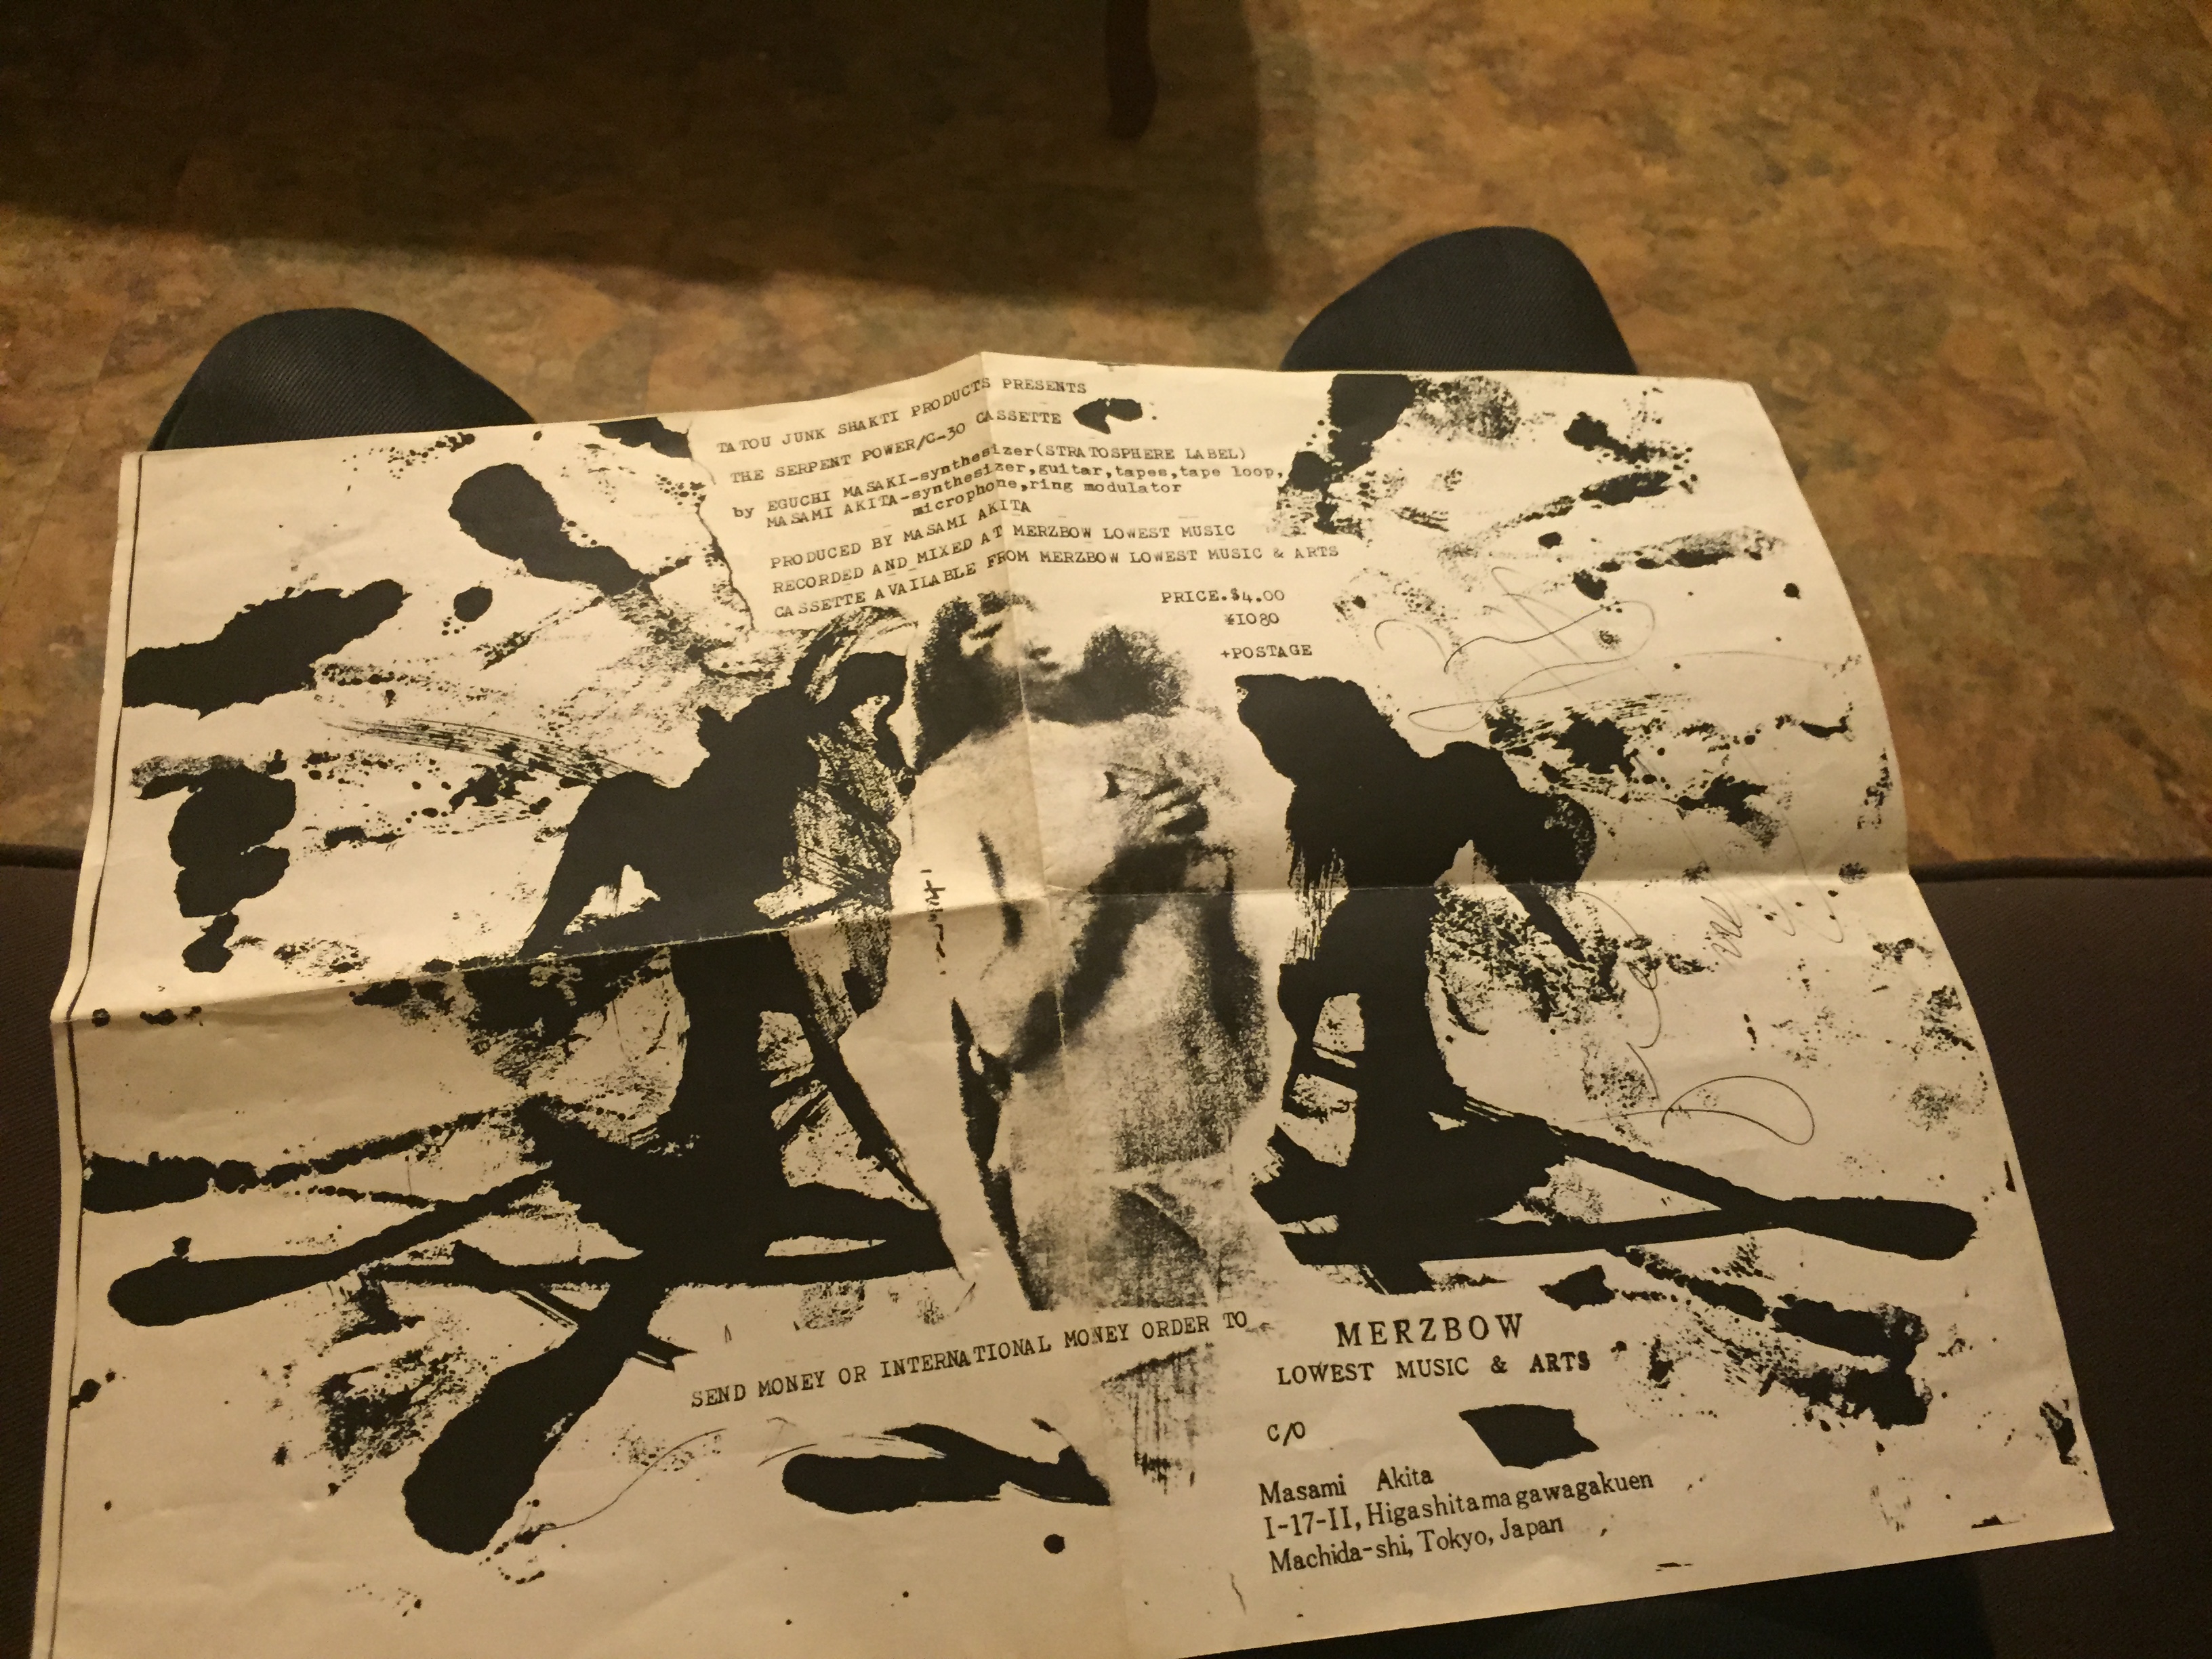 TATOU JUNK SHAKTI PRODUCTS PRESENTS
THE SERPENT POWER/C-30 CASSETTE
by EGUCHI MASAKI-synthesizer(STRATOSPHERE LABEL)
MASAMI AKITA-synthesizer,guitar,tapes,tape loop,
microphone,ring modulator
PRODUCED BY MASAMI AKITA
RECORDED AND MIXED AT MERZBOW LOWEST MUSIC
CASSETTE AVAILABLE FROM MERZBOW LOWEST MUSIC & ARTS
PRICE.$4.00
¥1080
+POSTAGE
SEND MONEY OR INTERNATIONAL MONEY ORDER TO
MERZBOW
LOWEST MUSIC & ARTS
C/O
Masami Akita
I-17-II, Higashitamagawagakuen
Machida-shi, Tokyo, Japan